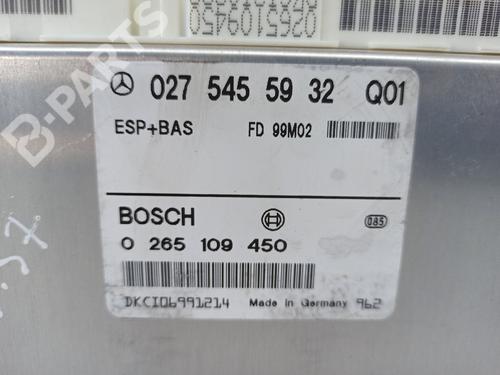 0265109450
027 545 59 32 Q01
ESP+BAS FD 99M02
BOSCH 085
0 265 109 450
DKCI06991214 Made in Germany 962
B-PARTS